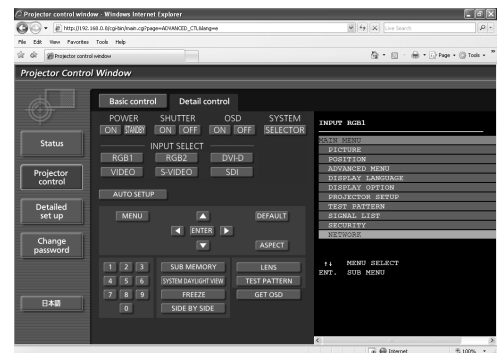 Projector control window - Windows Internet Explorer
http://192.168.0.8/cgi-bin/main.cgi?page=ADVANCED_CTL&lang=e
Live Search
File Edit View Favorites Tools Help
Projector control window
Page Tools
Projector Control Window
Basic control Detail control
POWER SHUTTER OSD SYSTEM
ON STANDBY ON OFF ON OFF SELECTOR
INPUT SELECT
RGB1 RGB2 DVI-D
VIDEO S-VIDEO SDI
AUTO SETUP
MENU DEFAULT
ENTER
ASPECT
1 2 3 SUB MEMORY LENS
4 5 6 SYSTEM DAYLIGHT VIEW TEST PATTERN
7 8 9 FREEZE GET OSD
0 SIDE BY SIDE
Status
Projector
control
Detailed
set up
Change
password
日本語
INPUT RGB1
MAIN MENU
PICTURE
POSITION
ADVANCED MENU
DISPLAY LANGUAGE
DISPLAY OPTION
PROJECTOR SETUP
TEST PATTERN
SIGNAL LIST
SECURITY
NETWORK
↑↓ MENU SELECT
ENT. SUB MENU
Internet 100%